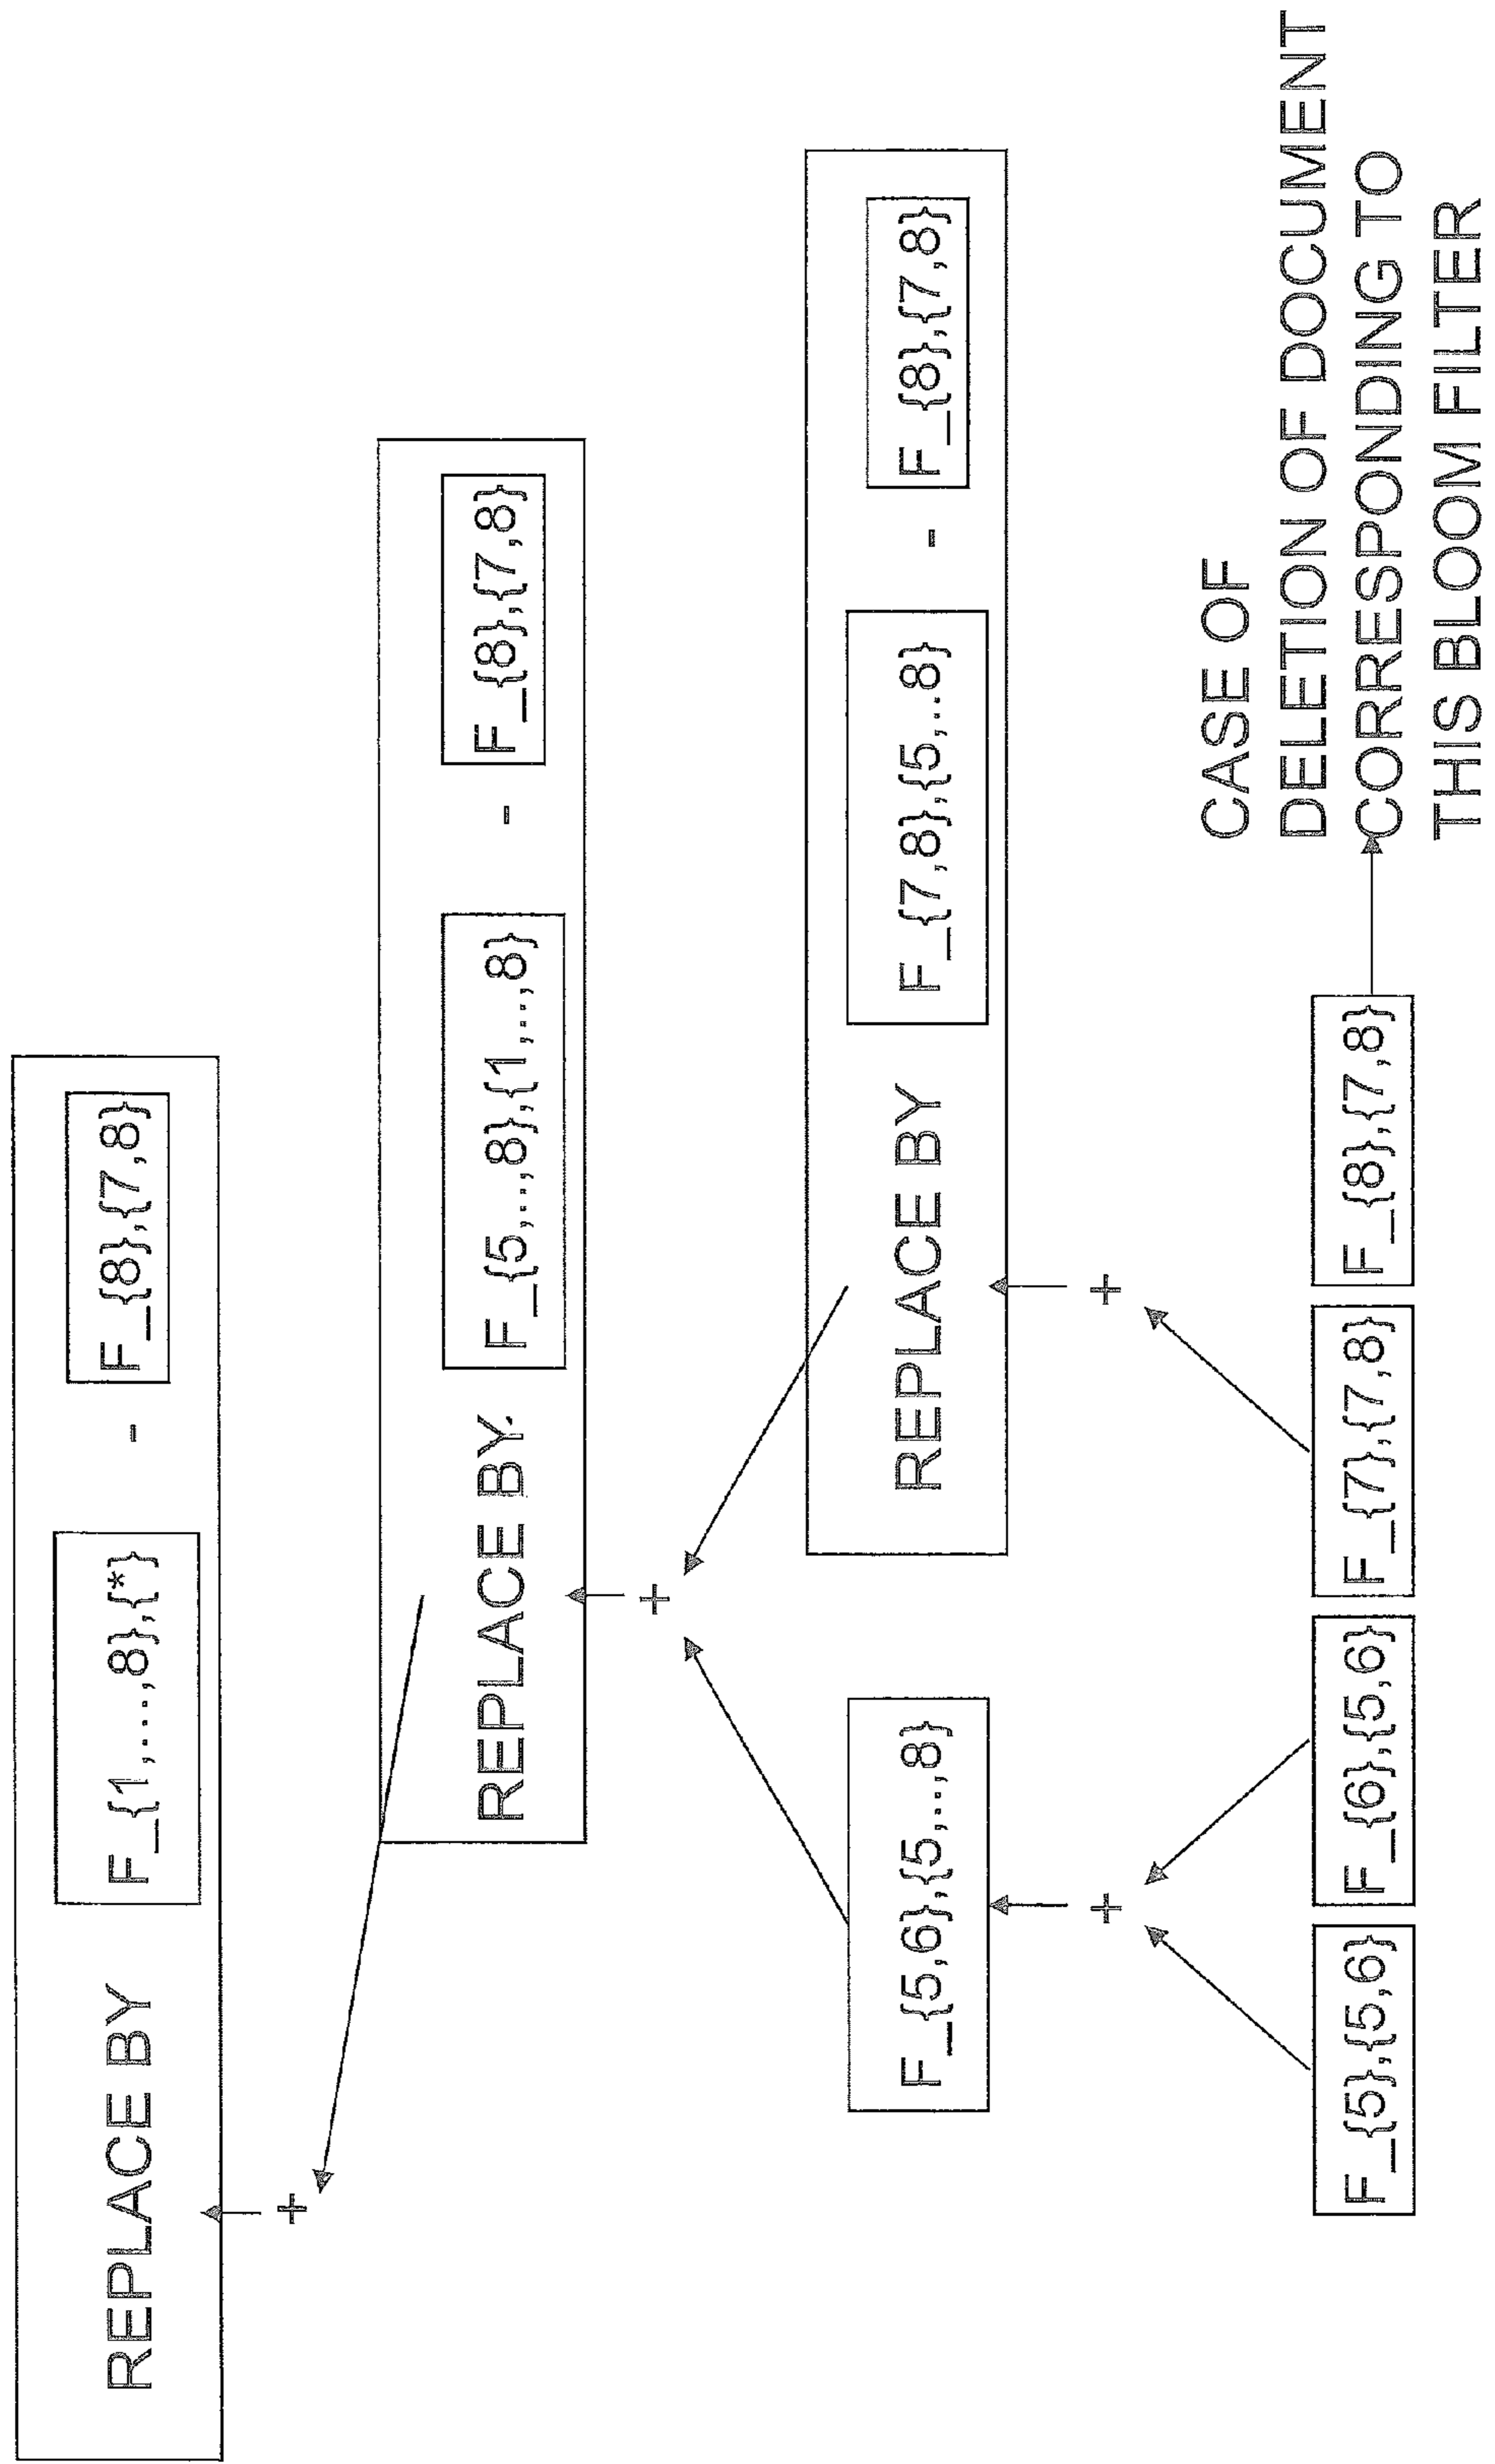 REPLACE BY F_{1,...,8},{*} - F_{8},{7,8}
+
REPLACE BY. F_{5,..,8},{1,..,8} - F_{8},{7,8}
+
F_{5,6},{5,..,8}
REPLACE BY F_{7,8},{5,..8} - F_{8},{7,8}
+ +
F_{5},{5,6} F_{6},{5,6} F_{7},{7,8} F_{8},{7,8}
CASE OF
DELETION OF DOCUMENT
CORRESPONDING TO
THIS BLOOM FILTER